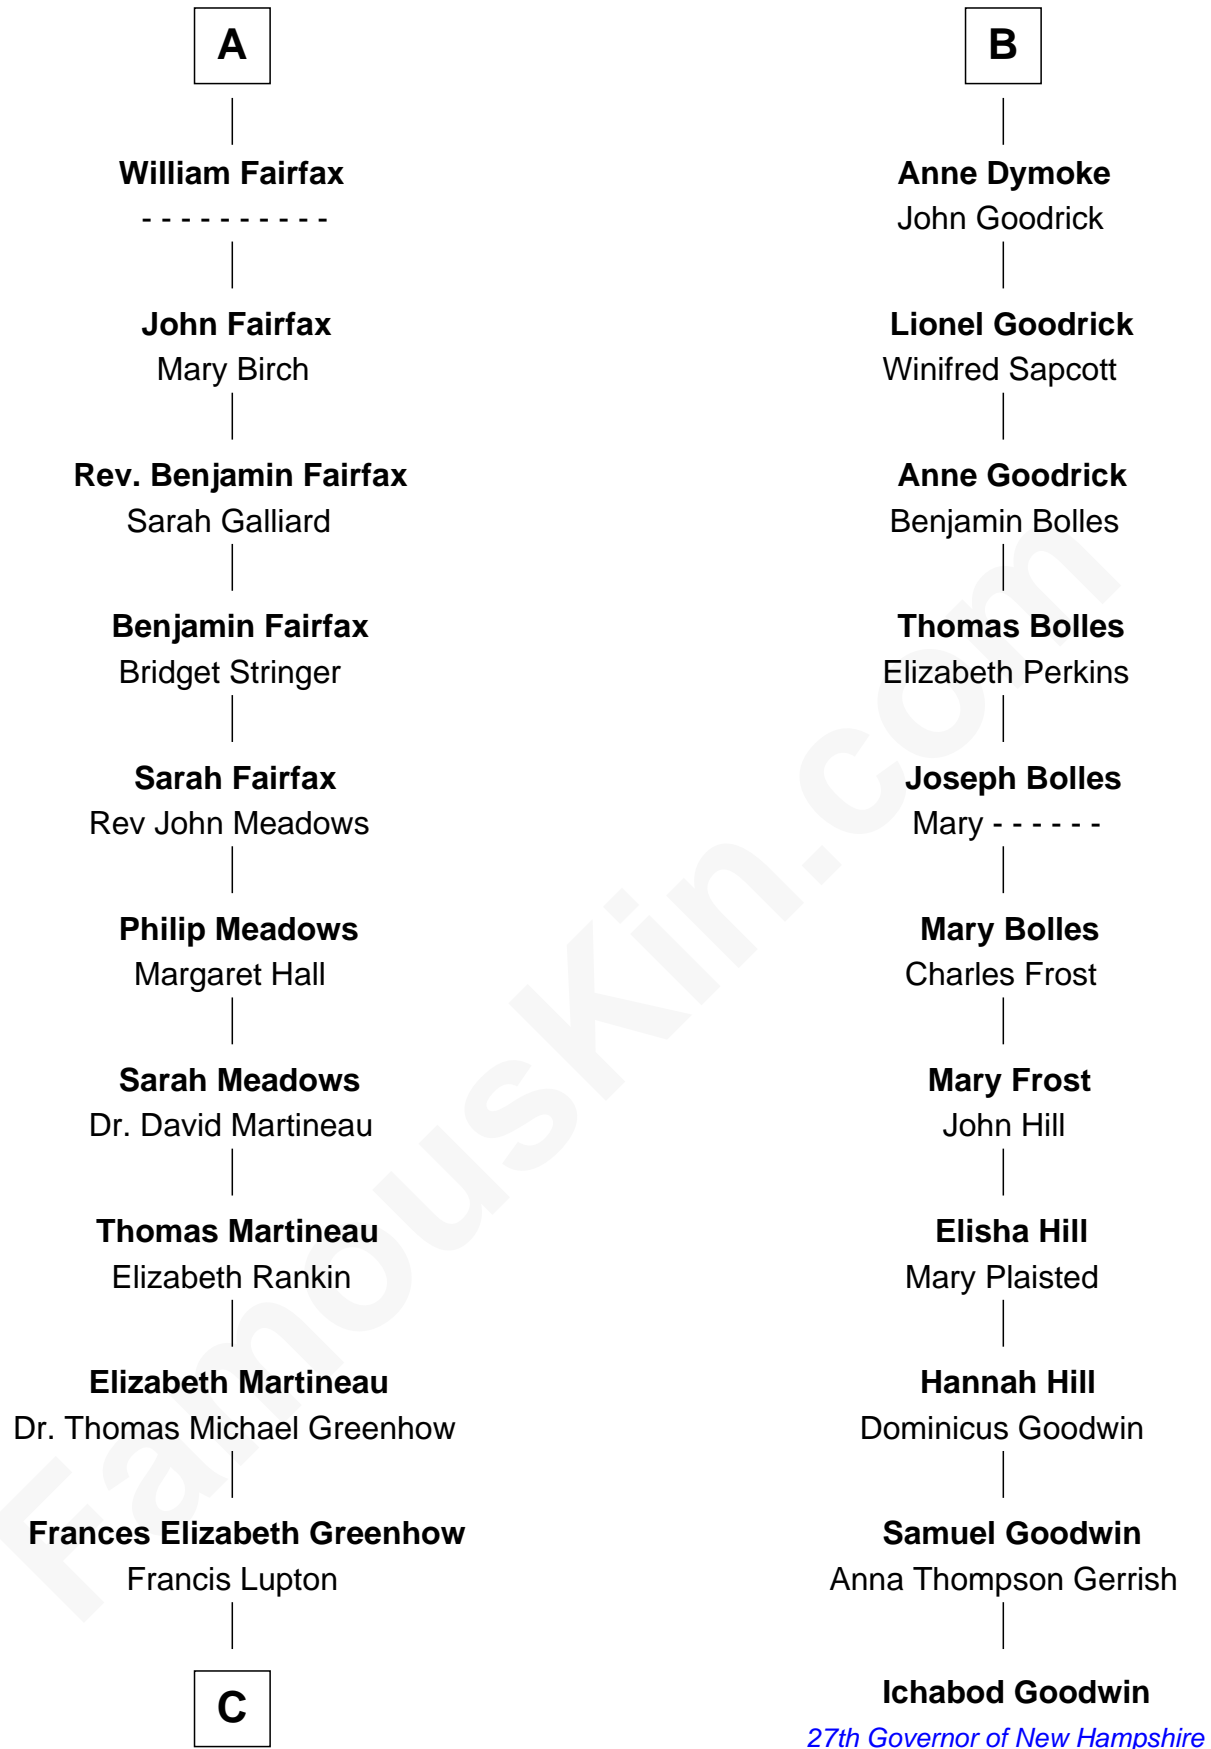 A
William Fairfax
- - - - - - - - - -
John Fairfax
Mary Birch
Rev. Benjamin Fairfax
Sarah Galliard
Benjamin Fairfax
Bridget Stringer
Sarah Fairfax
Rev John Meadows
Philip Meadows
Margaret Hall
Sarah Meadows
Dr. David Martineau
Thomas Martineau
Elizabeth Rankin
Elizabeth Martineau
Dr. Thomas Michael Greenhow
Frances Elizabeth Greenhow
Francis Lupton
C
B
Anne Dymoke
John Goodrick
Lionel Goodrick
Winifred Sapcott
Anne Goodrick
Benjamin Bolles
Thomas Bolles
Elizabeth Perkins
Joseph Bolles
Mary - - - - - -
Mary Bolles
Charles Frost
Mary Frost
John Hill
Elisha Hill
Mary Plaisted
Hannah Hill
Dominicus Goodwin
Samuel Goodwin
Anna Thompson Gerrish
Ichabod Goodwin
27th Governor of New Hampshire
FamousKin.com